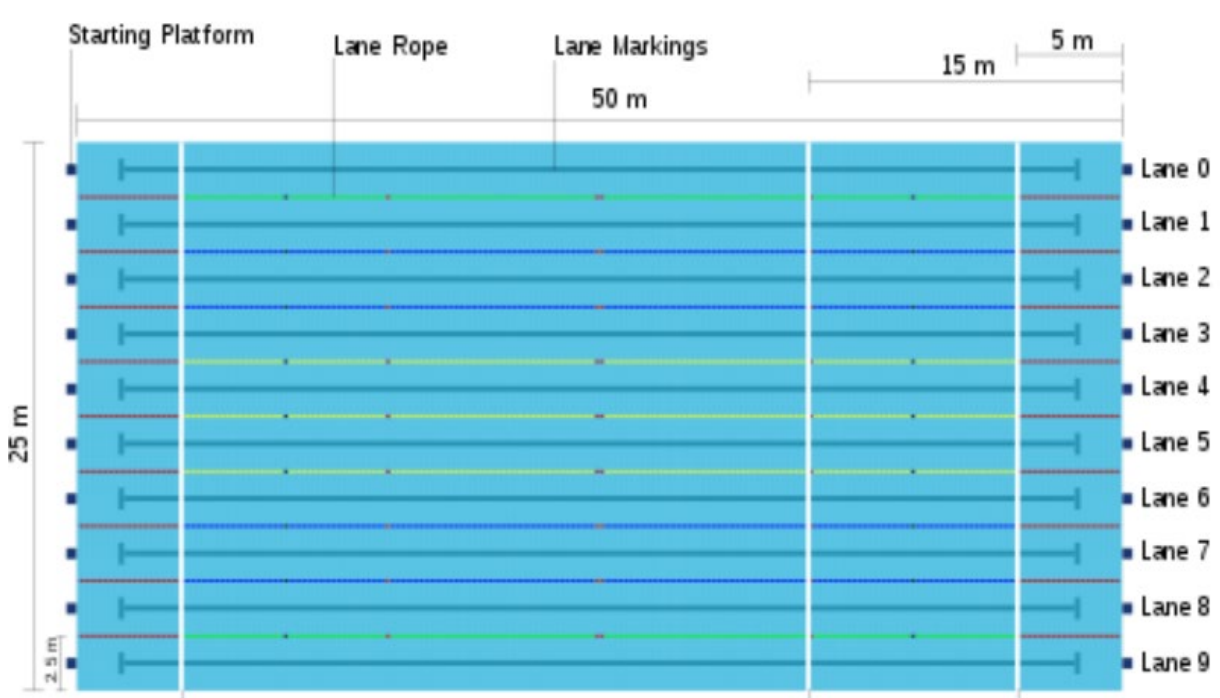 Starting Platform
Lane Rope
Lane Markings
5 m
15 m
50 m
Lane 0
Lane 1
Lane 2
Lane 3
Lane 4
25 m
Lane 5
Lane 6
Lane 7
Lane 8
2.5 m
Lane 9